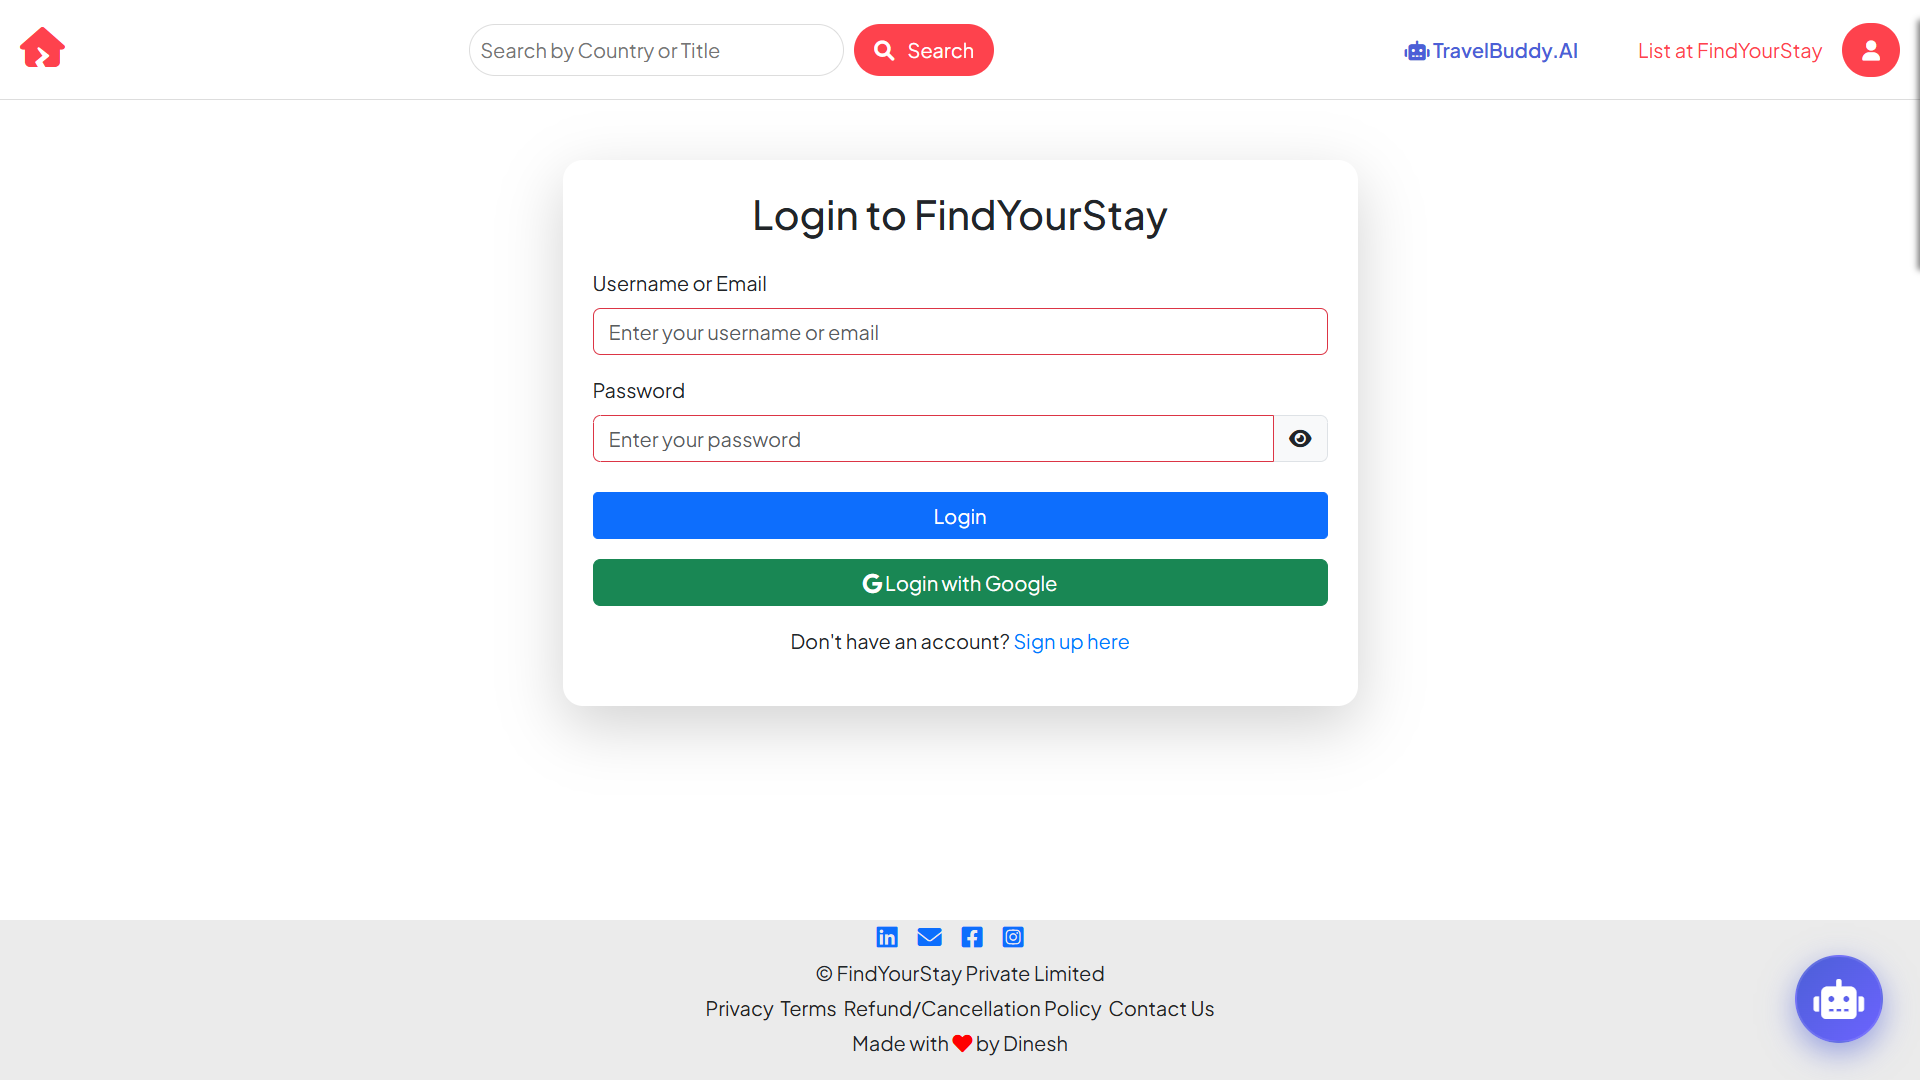 Search by Country or Title
Search
TravelBuddy.AI
List at FindYourStay
Login to FindYourStay
Username or Email
Enter your username or email
Password
Enter your password
Login
Login with Google
Don't have an account? Sign up here
© FindYourStay Private Limited
Privacy Terms Refund/Cancellation Policy Contact Us
Made with by Dinesh